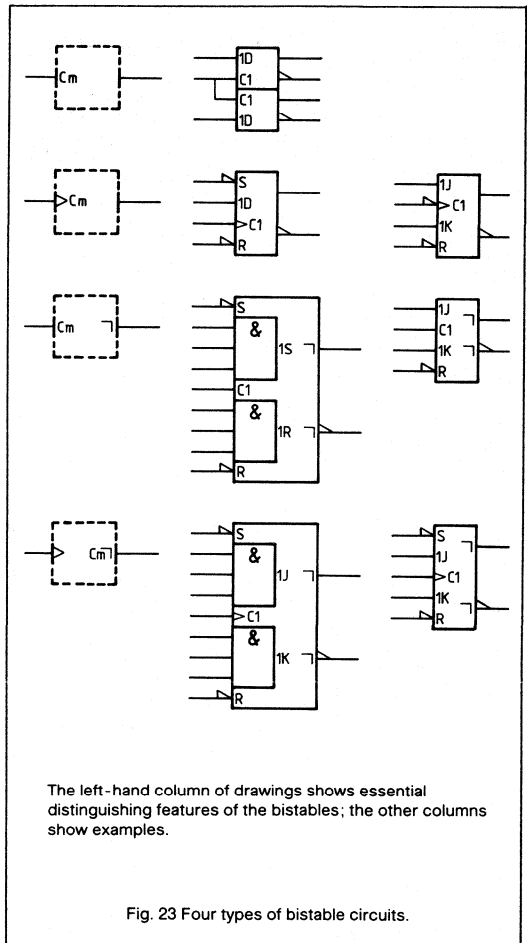 Cm
1D
C1
C1
1D
Cm
S
1D
C1
R
1J
C1
1K
R
Cm
S
&
1S
C1
&
1R
R
1J
C1
1K
R
Cm
S
&
1J
C1
&
1K
R
S
1J
C1
1K
R
The left-hand column of drawings shows essential
distinguishing features of the bistables; the other columns
show examples.
Fig. 23 Four types of bistable circuits.